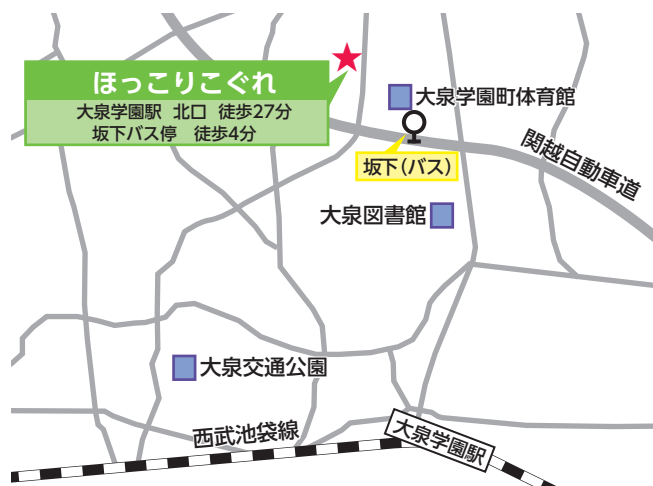 ほっこりこぐれ
大泉学園駅 北口 徒歩27分
坂下バス停 徒歩4分
大泉学園町体育館
坂下(バス)
関越自動車道
大泉図書館
大泉交通公園
西武池袋線
大泉学園駅